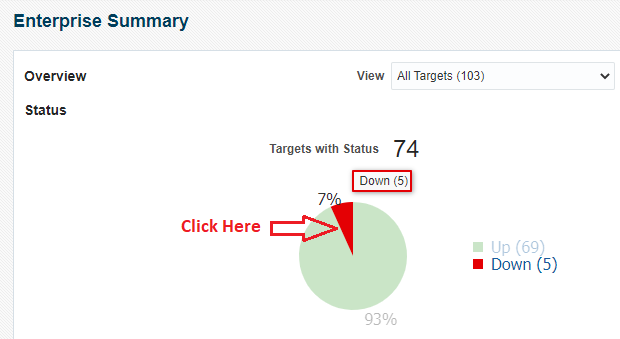 Enterprise Summary
Overview
View All Targets (103)
Status
Targets with Status 74
Down (5)
7%
Click Here
Up (69)
Down (5)
93%